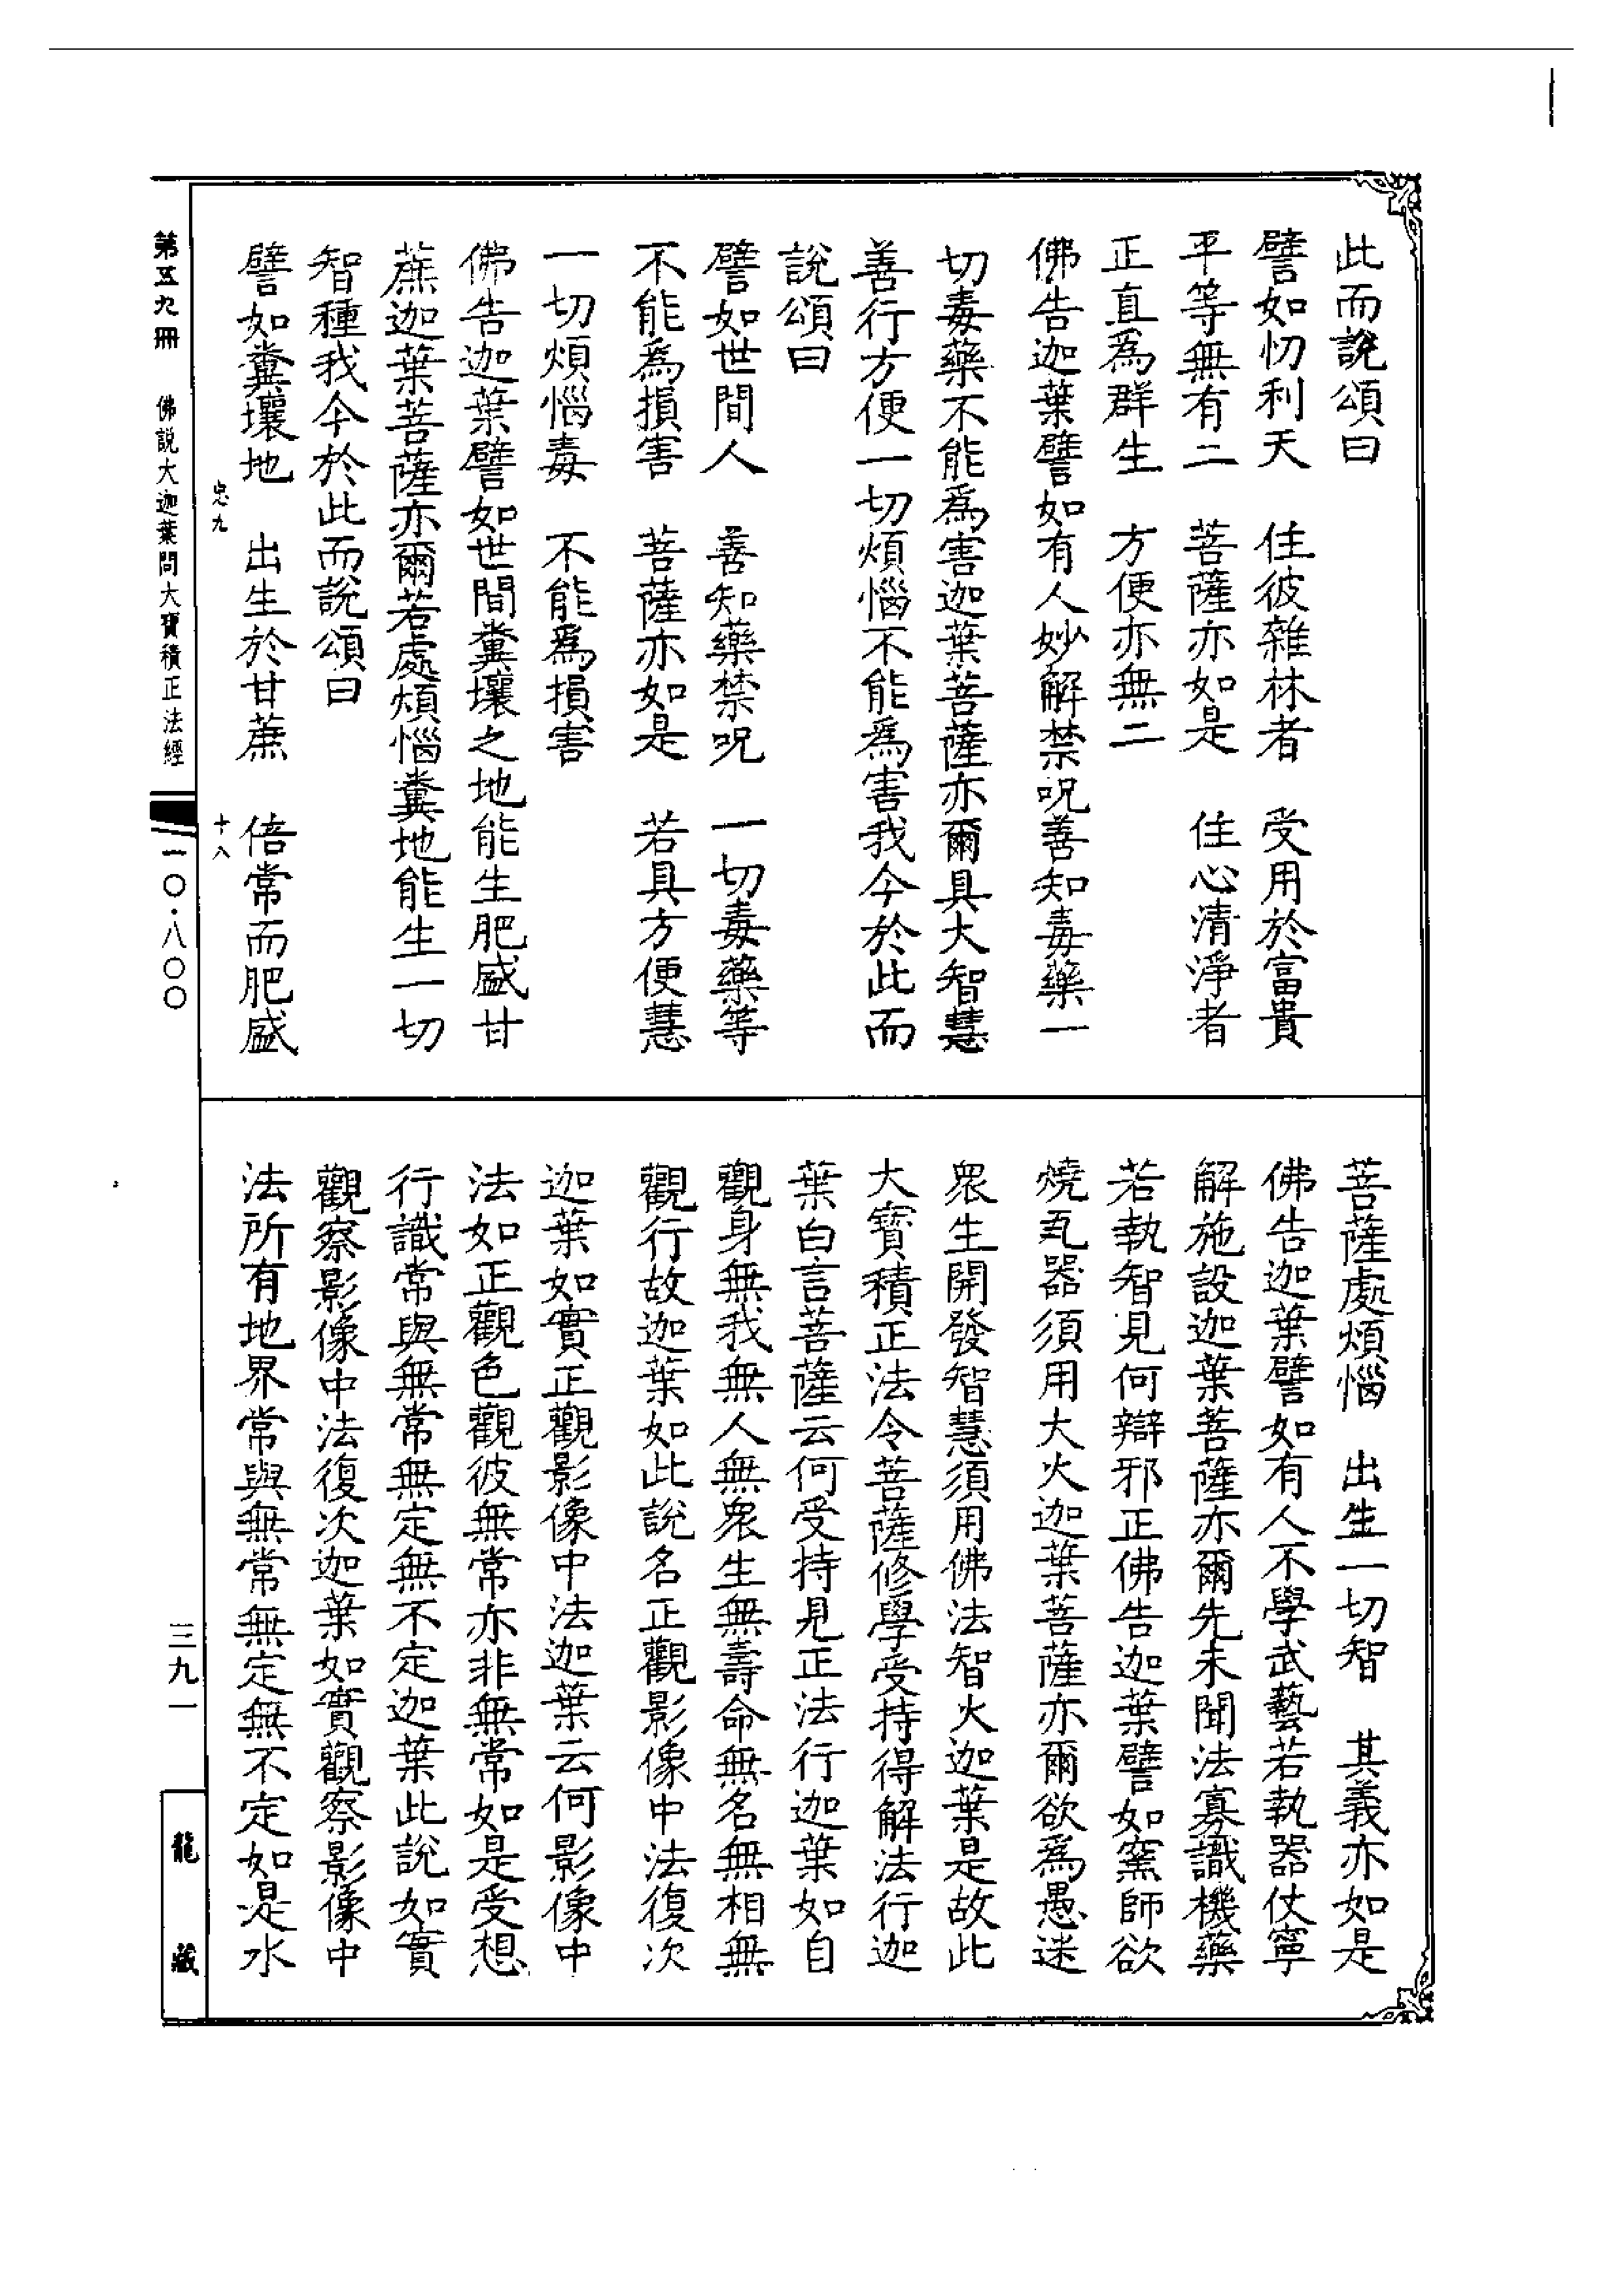 此而說頌曰
譬如忉利天　住彼雜林者　受用於富貴
平等無有二　菩薩亦如是　住心清淨者
正直為群生　方便亦無二
佛告迦葉譬如有人妙解禁呪善知毒藥一
切毒藥不能為害迦葉菩薩亦爾具大智慧
善行方便一切煩惱不能為害我今於此而
說頌曰
譬如世間人　善知藥禁呪　一切毒藥等
不能為損害　菩薩亦如是　若具方便慧
一切煩惱毒　不能為損害
佛告迦葉譬如世間糞壤之地能生肥盛甘
蔗迦葉菩薩亦爾若處煩惱糞地能生一切
智種我今於此而說頌曰
譬如糞壤地　出生於甘蔗　倍常而肥盛
菩薩處煩惱　出生一切智　其義亦如是
佛告迦葉譬如有人不學武藝若執器仗寧
解施設迦葉菩薩亦爾先未聞法寡識機藥
若執智見何辯邪正佛告迦葉譬如窯師欲
燒瓦器須用大火迦葉菩薩亦爾欲為愚迷
衆生開發智慧須用佛法智火迦葉是故此
大寶積正法令菩薩修學受持得解法行迦
葉白言菩薩云何受持見正法行迦葉如自
觀身無我無人無衆生無壽命無名無相無
觀行故迦葉如此說名正觀影像中法復次
迦葉如實正觀影像中法迦葉云何影像中
法如正觀色觀彼無常亦非無常如是受想
行識常與無常無定無不定迦葉此說如實
觀察影像中法復次迦葉如實觀察影像中
法所有地界常與無常無定無不定如是水
忠九
十八
第五九冊　佛說大迦葉問大寶積正法經
一〇·八〇〇
三九一
龍藏